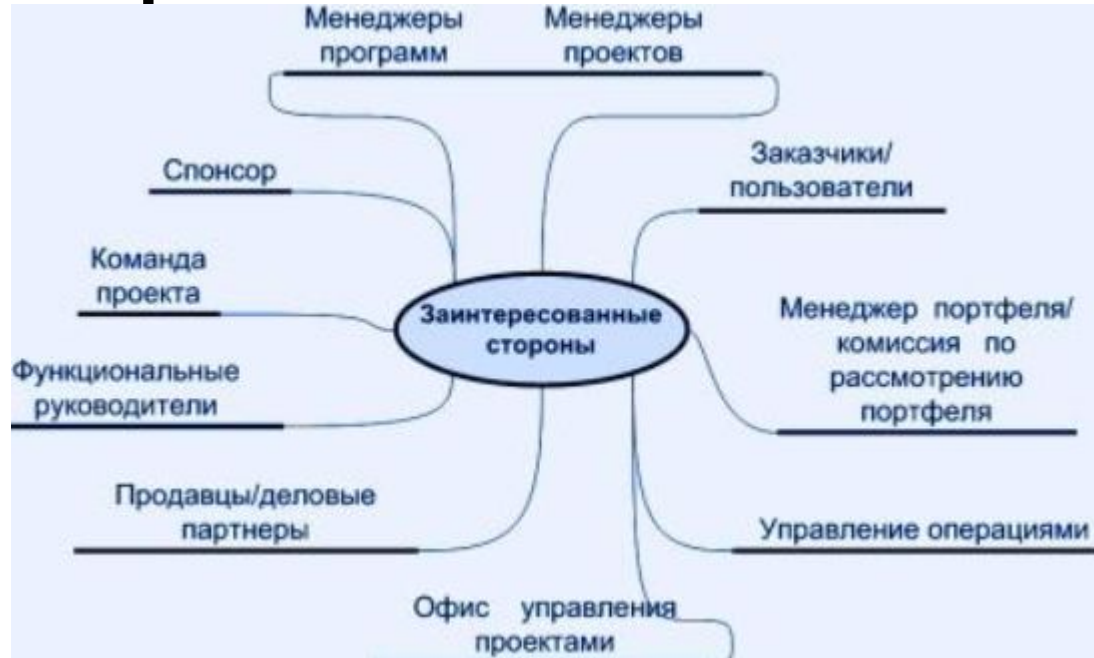 Менеджеры
программ
Менеджеры
проектов
Спонсор
Заказчики/
пользователи
Команда
проекта
Заинтересованные
стороны
Менеджер портфеля/
комиссия по
рассмотрению
портфеля
Функциональные
руководители
Продавцы/деловые
партнеры
Управление операциями
Офис управления
проектами